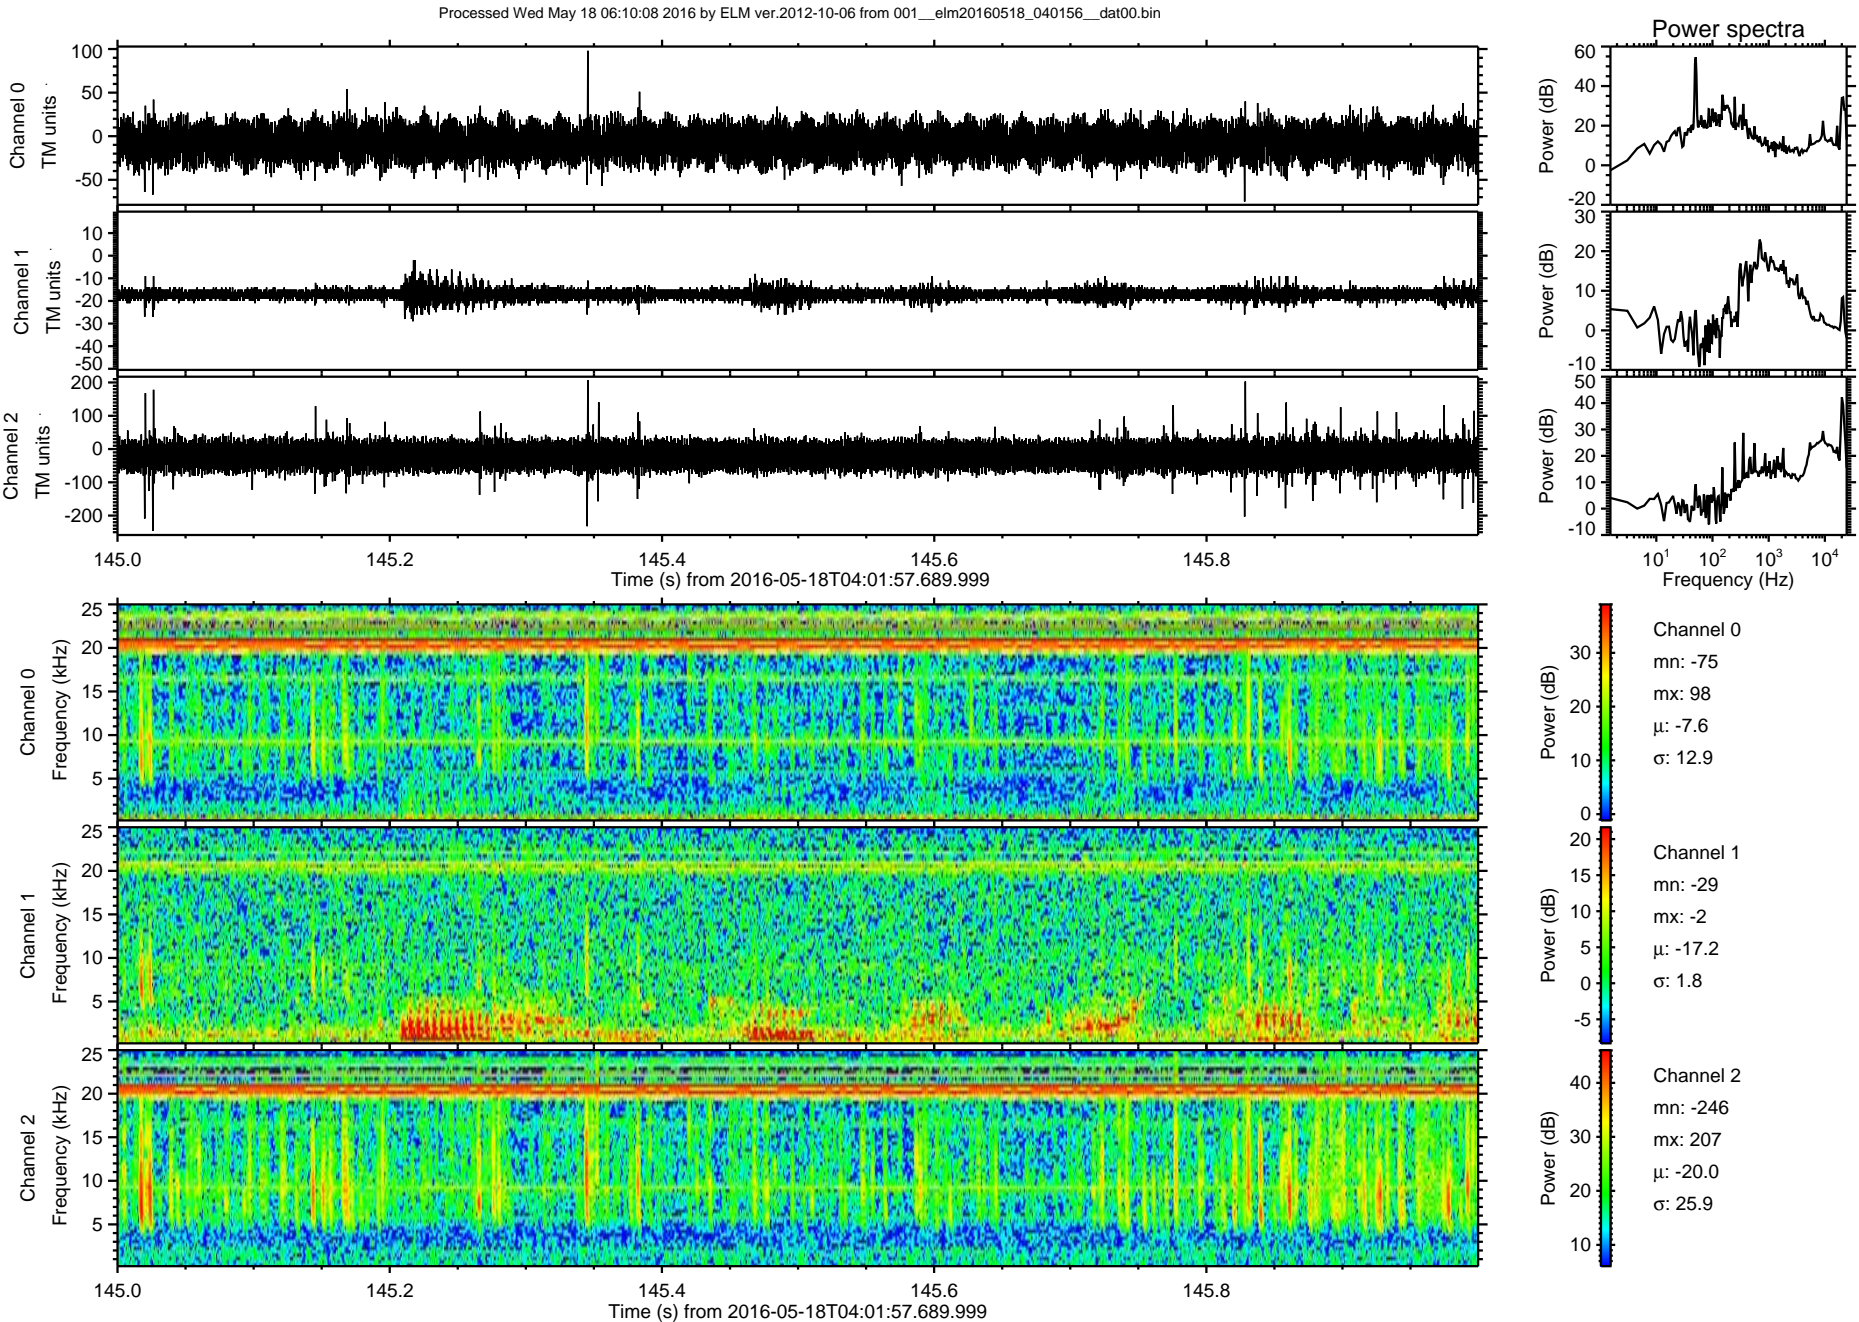 Processed Wed May 18 06:10:08 2016 by ELM ver.2012-10-06 from 001__elm20160518_040156__dat00.bin
Power spectra
Channel 0
TM units
100
50
0
-50
Power (dB)
60
40
20
0
-20
Channel 1
TM units
10
0
-10
-20
-30
-40
-50
Power (dB)
30
20
10
0
-10
Channel 2
TM units
200
100
0
-100
-200
Power (dB)
50
40
30
20
10
0
-10
145.0 145.2 145.4 145.6 145.8
Time (s) from 2016-05-18T04:01:57.689.999
10¹ 10² 10³ 10⁴
Frequency (Hz)
Channel 0
Frequency (kHz)
25
20
15
10
5
Power (dB)
30
20
10
0
Channel 0
mn: -75
mx: 98
μ: -7.6
σ: 12.9
Channel 1
Frequency (kHz)
25
20
15
10
5
Power (dB)
20
15
10
5
0
-5
Channel 1
mn: -29
mx: -2
μ: -17.2
σ: 1.8
Channel 2
Frequency (kHz)
25
20
15
10
5
Power (dB)
40
30
20
10
Channel 2
mn: -246
mx: 207
μ: -20.0
σ: 25.9
145.0 145.2 145.4 145.6 145.8
Time (s) from 2016-05-18T04:01:57.689.999